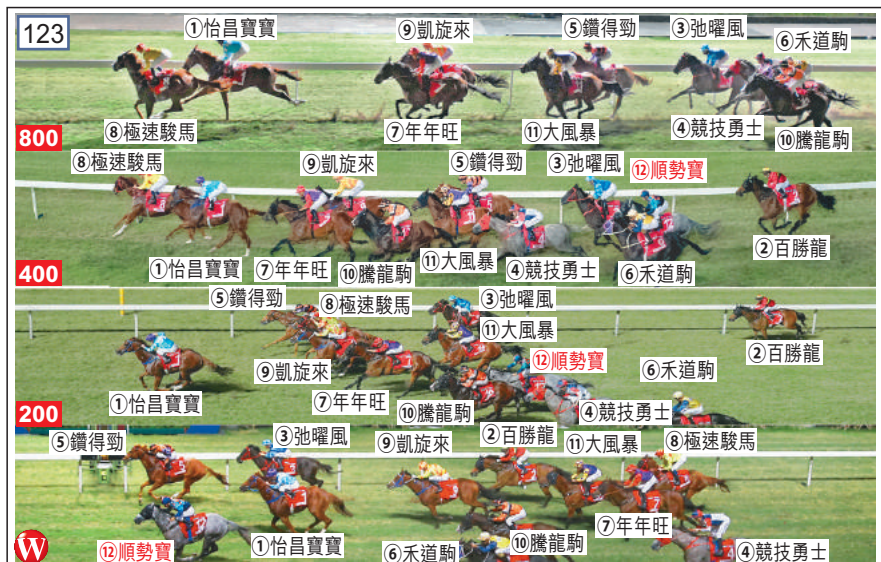 123
①怡昌寶寶 ⑨凱旋來 ⑤鑽得勁 ③弛曜風 ⑥禾道駒
800 ⑧極速駿馬 ⑦年年旺 ⑪大風暴 ④競技勇士 ⑩騰龍駒
⑧極速駿馬 ⑨凱旋來 ⑤鑽得勁 ③弛曜風 ⑫順勢寶
400 ①怡昌寶寶 ⑦年年旺 ⑩騰龍駒 ⑪大風暴 ④競技勇士 ⑥禾道駒 ②百勝龍
⑤鑽得勁 ⑧極速駿馬 ③弛曜風
⑪大風暴
⑨凱旋來 ⑫順勢寶 ⑥禾道駒 ②百勝龍
200 ①怡昌寶寶 ⑦年年旺 ⑩騰龍駒 ④競技勇士
⑤鑽得勁 ③弛曜風 ⑨凱旋來 ②百勝龍 ⑪大風暴 ⑧極速駿馬
⑦年年旺
W ⑫順勢寶 ①怡昌寶寶 ⑥禾道駒 ⑩騰龍駒 ④競技勇士